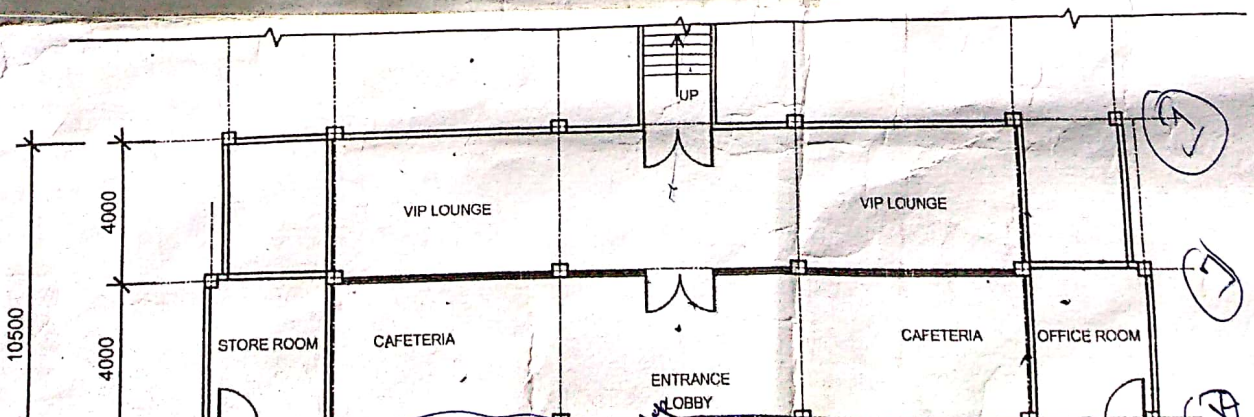 UP
VIP LOUNGE
VIP LOUNGE
4000
10500
4000
STORE ROOM
CAFETERIA
CAFETERIA
OFFICE ROOM
ENTRANCE
LOBBY